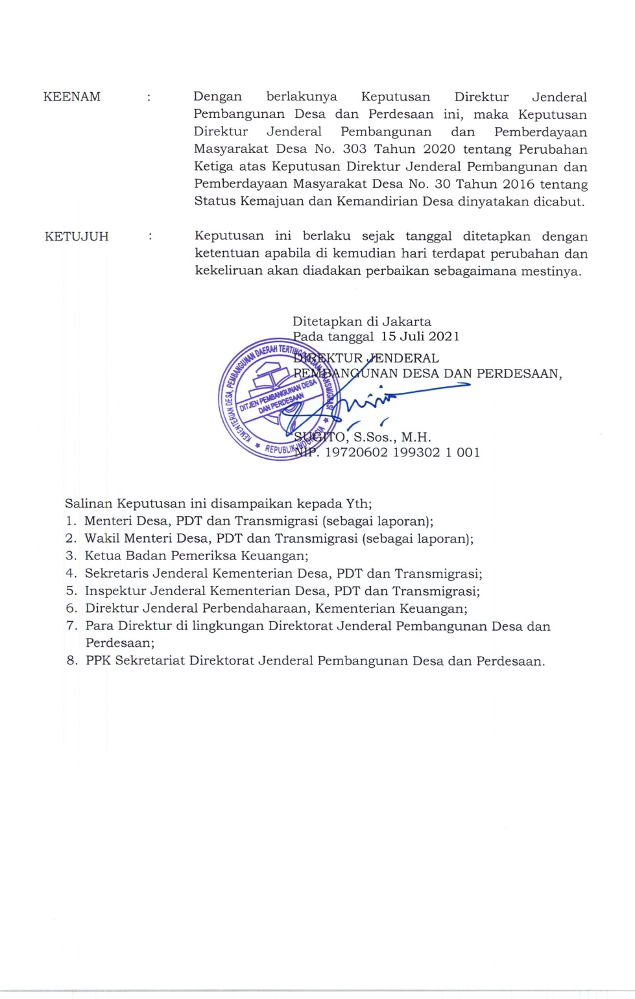 KEENAM : Dengan berlakunya Keputusan Direktur Jenderal
Pembangunan Desa dan Perdesaan ini, maka Keputusan
Direktur Jenderal Pembangunan dan Pemberdayaan
Masyarakat Desa No. 303 Tahun 2020 tentang Perubahan
Ketiga atas Keputusan Direktur Jenderal Pembangunan dan
Pemberdayaan Masyarakat Desa No. 30 Tahun 2016 tentang
Status Kemajuan dan Kemandirian Desa dinyatakan dicabut.
KETUJUH : Keputusan ini berlaku sejak tanggal ditetapkan dengan
ketentuan apabila di kemudian hari terdapat perubahan dan
kekeliruan akan diadakan perbaikan sebagaimana mestinya.
Ditetapkan di Jakarta
Pada tanggal 15 Juli 2021
DIREKTUR JENDERAL
PEMBANGUNAN DESA DAN PERDESAAN,
KEMENTERIAN DESA, PEMBANGUNAN DAERAH TERTINGGAL DAN TRANSMIGRASI
DITJEN PEMBANGUNAN DESA
DAN PERDESAAN
REPUBLIK INDONESIA
SUGITO, S.Sos., M.H.
NIP. 19720602 199302 1 001
Salinan Keputusan ini disampaikan kepada Yth;
1. Menteri Desa, PDT dan Transmigrasi (sebagai laporan);
2. Wakil Menteri Desa, PDT dan Transmigrasi (sebagai laporan);
3. Ketua Badan Pemeriksa Keuangan;
4. Sekretaris Jenderal Kementerian Desa, PDT dan Transmigrasi;
5. Inspektur Jenderal Kementerian Desa, PDT dan Transmigrasi;
6. Direktur Jenderal Perbendaharaan, Kementerian Keuangan;
7. Para Direktur di lingkungan Direktorat Jenderal Pembangunan Desa dan
Perdesaan;
8. PPK Sekretariat Direktorat Jenderal Pembangunan Desa dan Perdesaan.